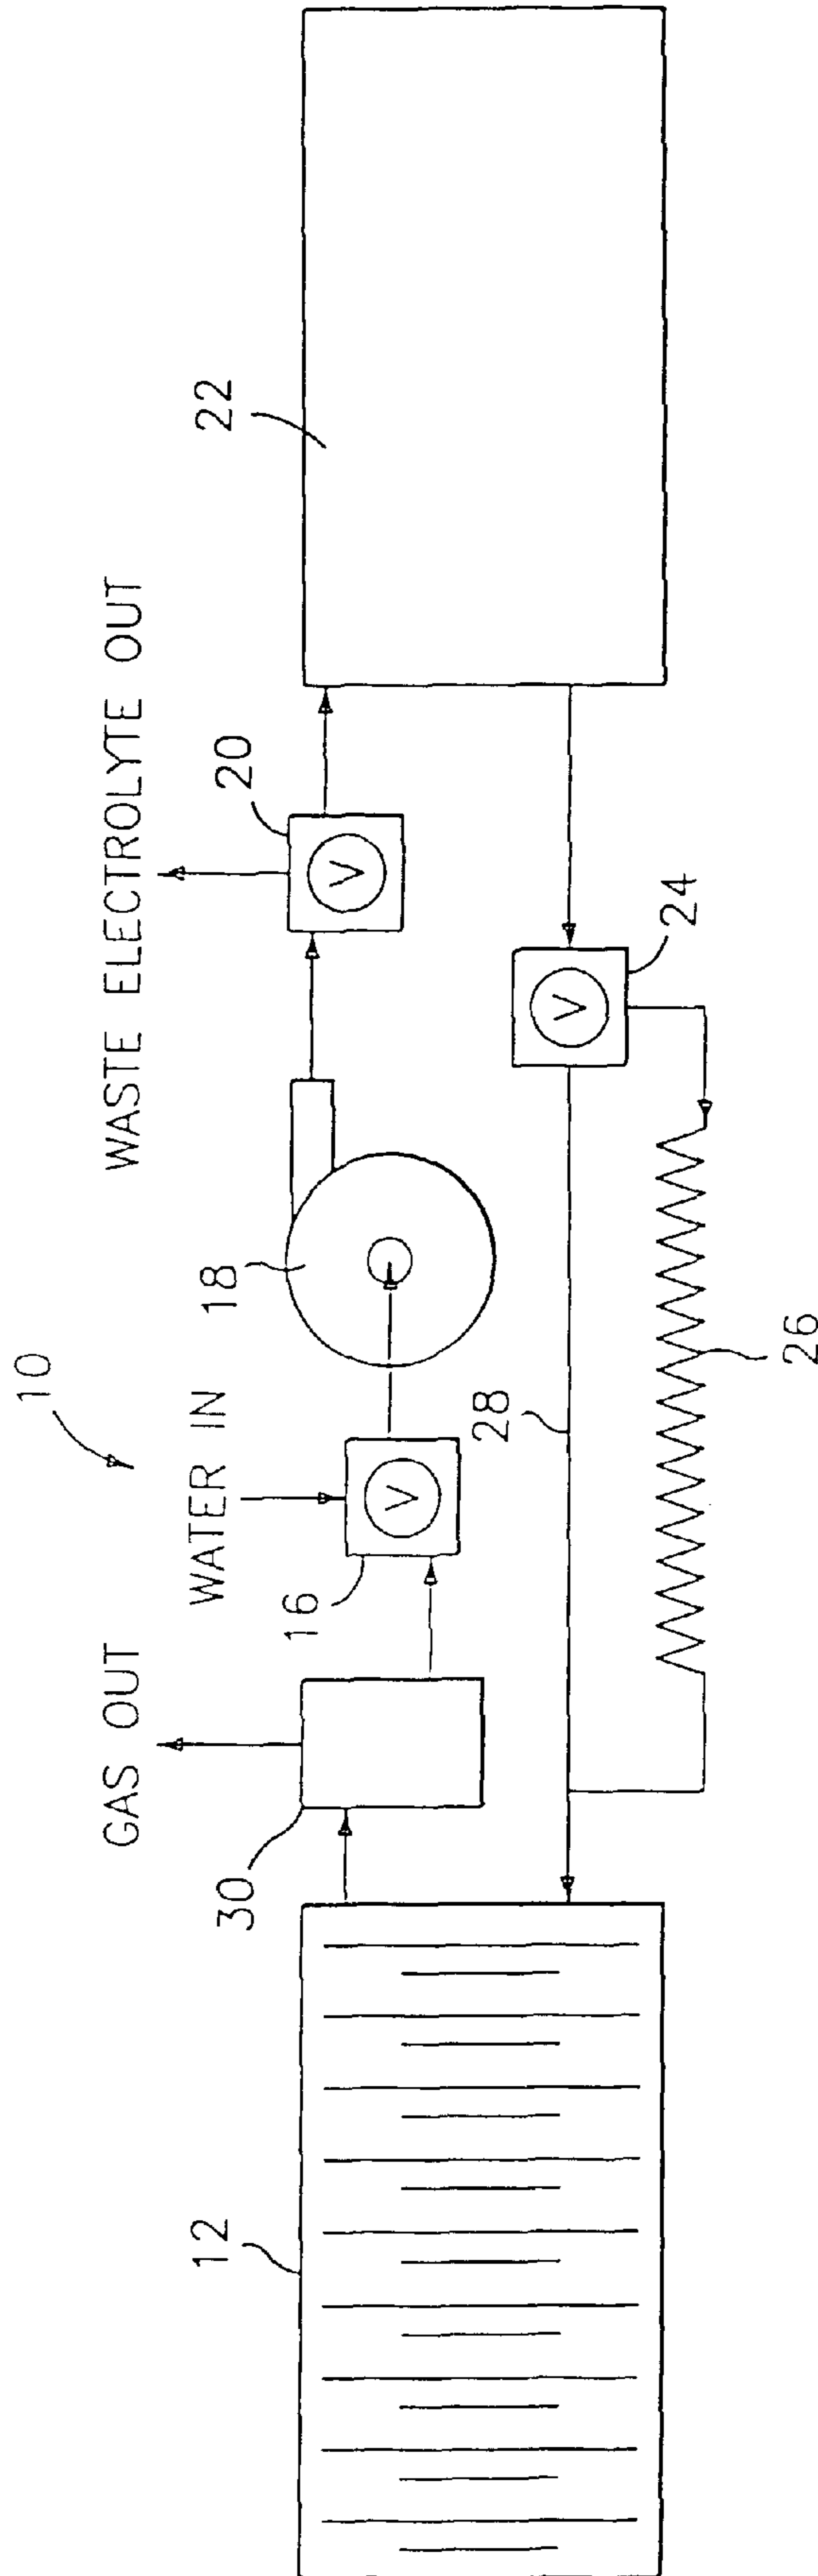 10
GAS OUT
WATER IN
WASTE ELECTROLYTE OUT
12
30
16
V
18
20
V
22
28
V
24
26